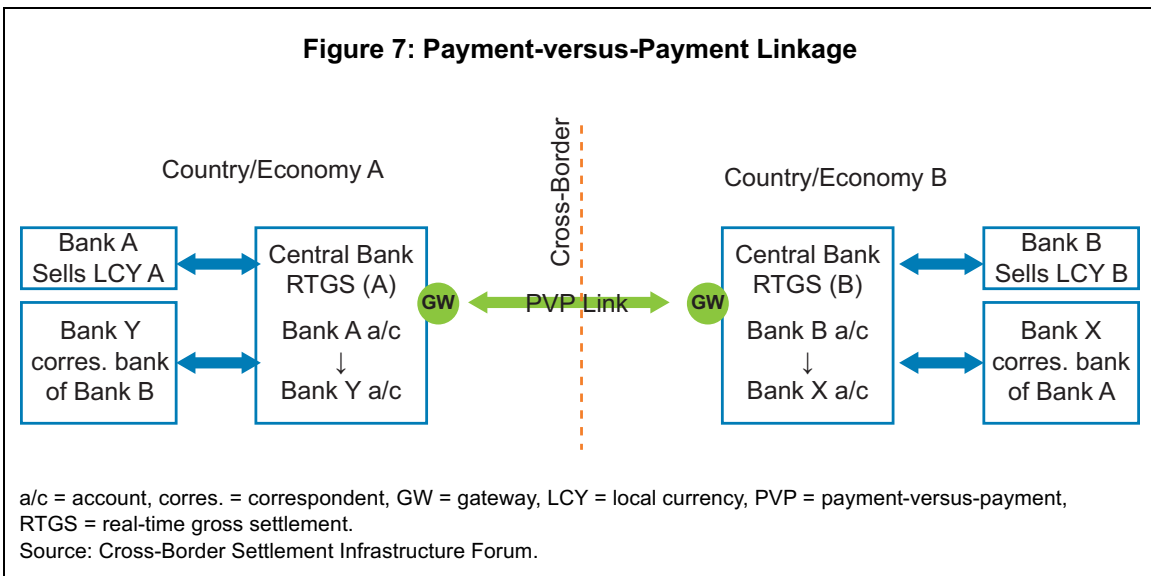 Figure 7: Payment-versus-Payment Linkage
Cross-Border
Country/Economy A
Country/Economy B
Bank A
Sells LCY A
Bank Y
corres. bank
of Bank B
Central Bank
RTGS (A)
Bank A a/c
↓
Bank Y a/c
GW
PVP Link
GW
Central Bank
RTGS (B)
Bank B a/c
↓
Bank X a/c
Bank B
Sells LCY B
Bank X
corres. bank
of Bank A
a/c = account, corres. = correspondent, GW = gateway, LCY = local currency, PVP = payment-versus-payment,
RTGS = real-time gross settlement.
Source: Cross-Border Settlement Infrastructure Forum.